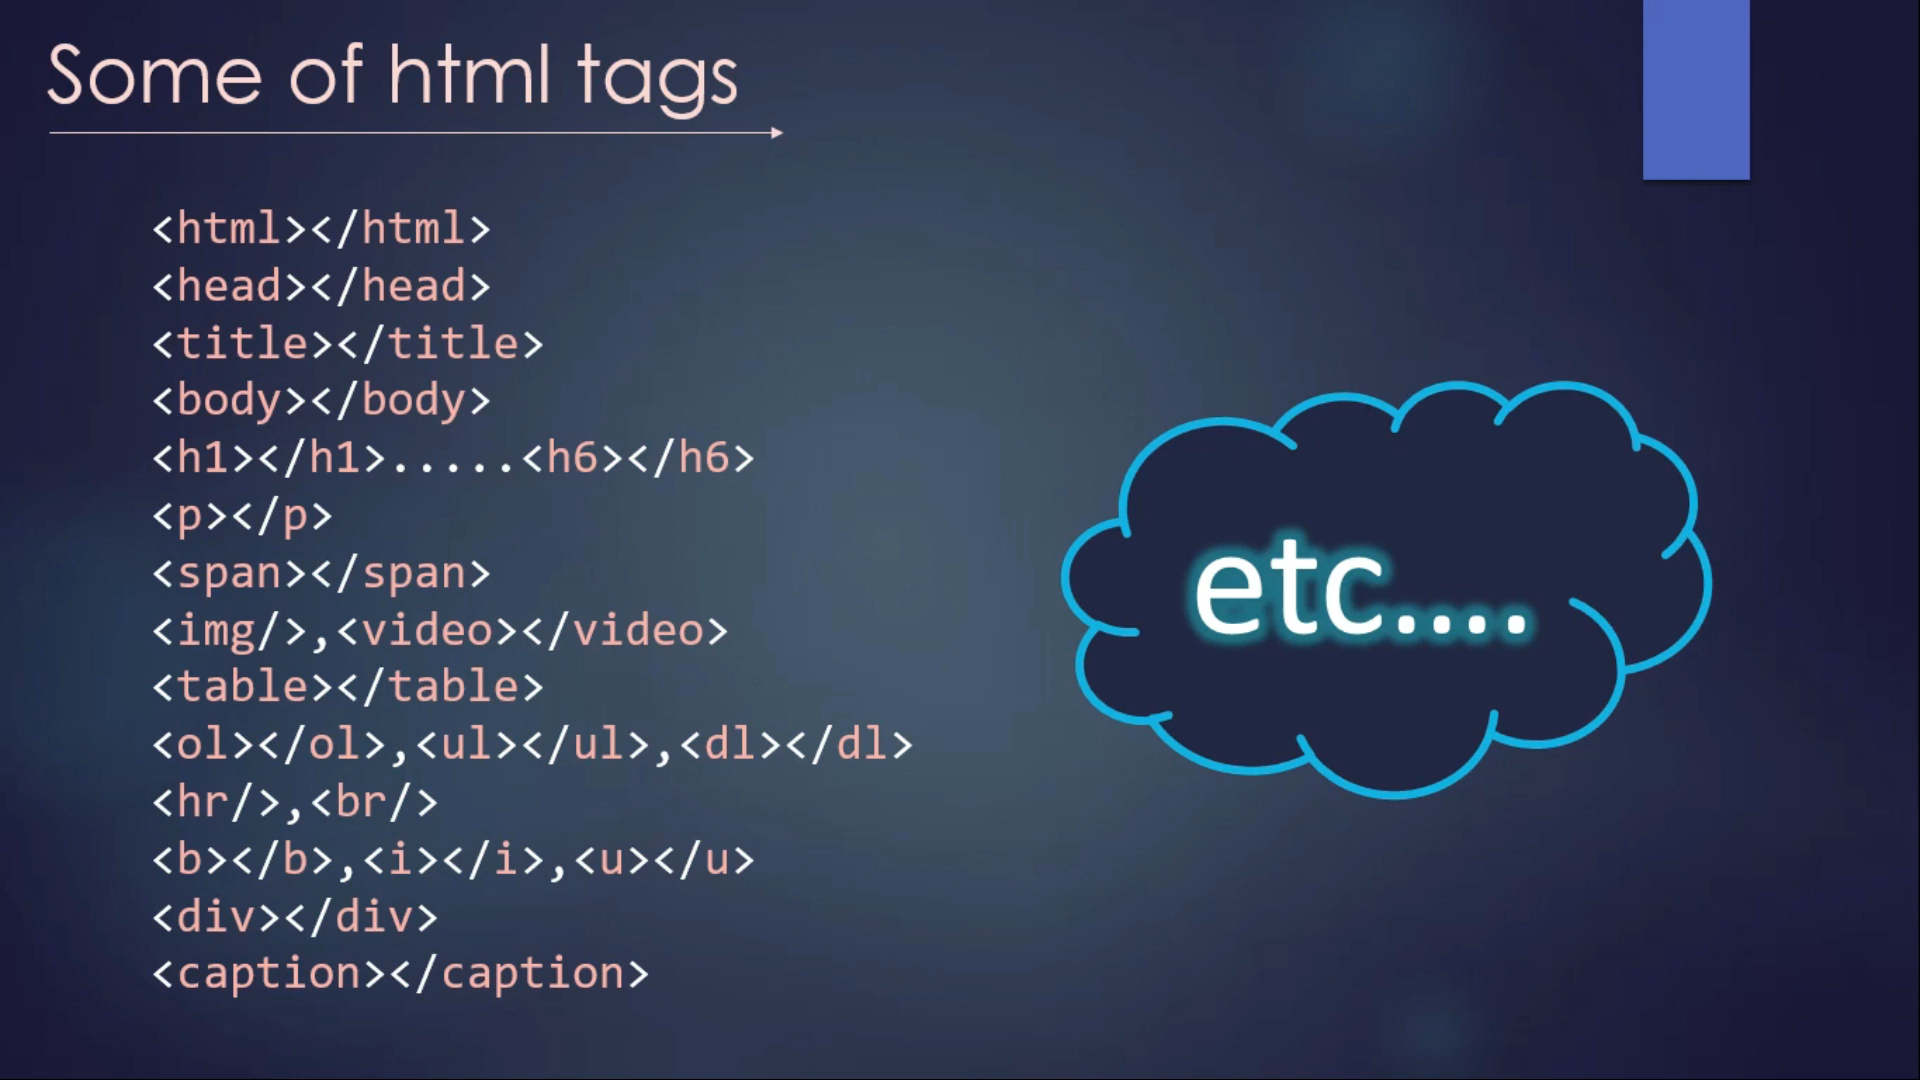 Some of html tags
<html></html>
<head></head>
<title></title>
<body></body>
<h1></h1>.....<h6></h6>
<p></p>
<span></span>
<img/>,<video></video>
<table></table>
<ol></ol>,<ul></ul>,<dl></dl>
<hr/>,<br/>
<b></b>,<i></i>,<u></u>
<div></div>
<caption></caption>
etc....